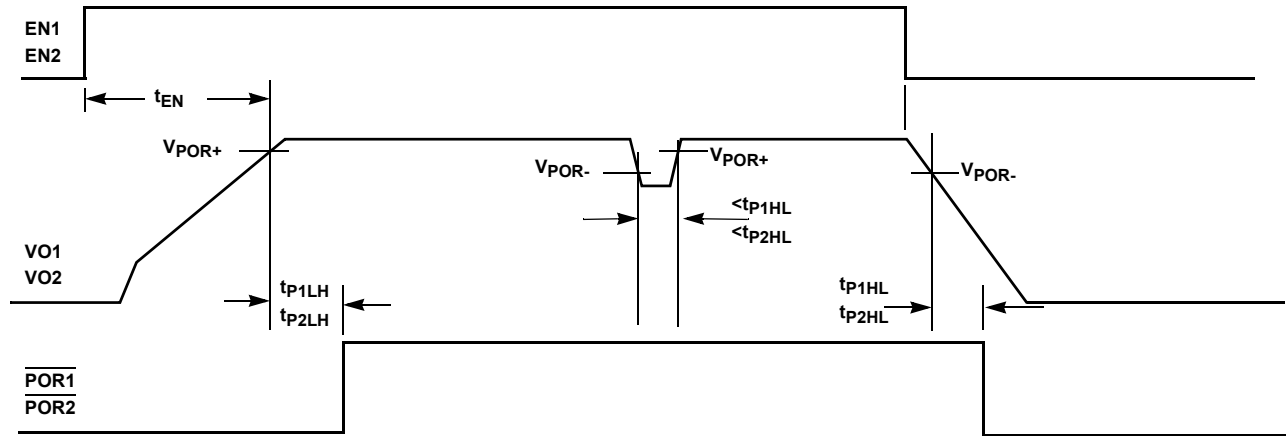 EN1
EN2
tEN
VPOR+
VPOR-
VPOR+
VPOR-
<tP1HL
<tP2HL
VO1
VO2
tP1LH
tP2LH
tP1HL
tP2HL
POR1
POR2